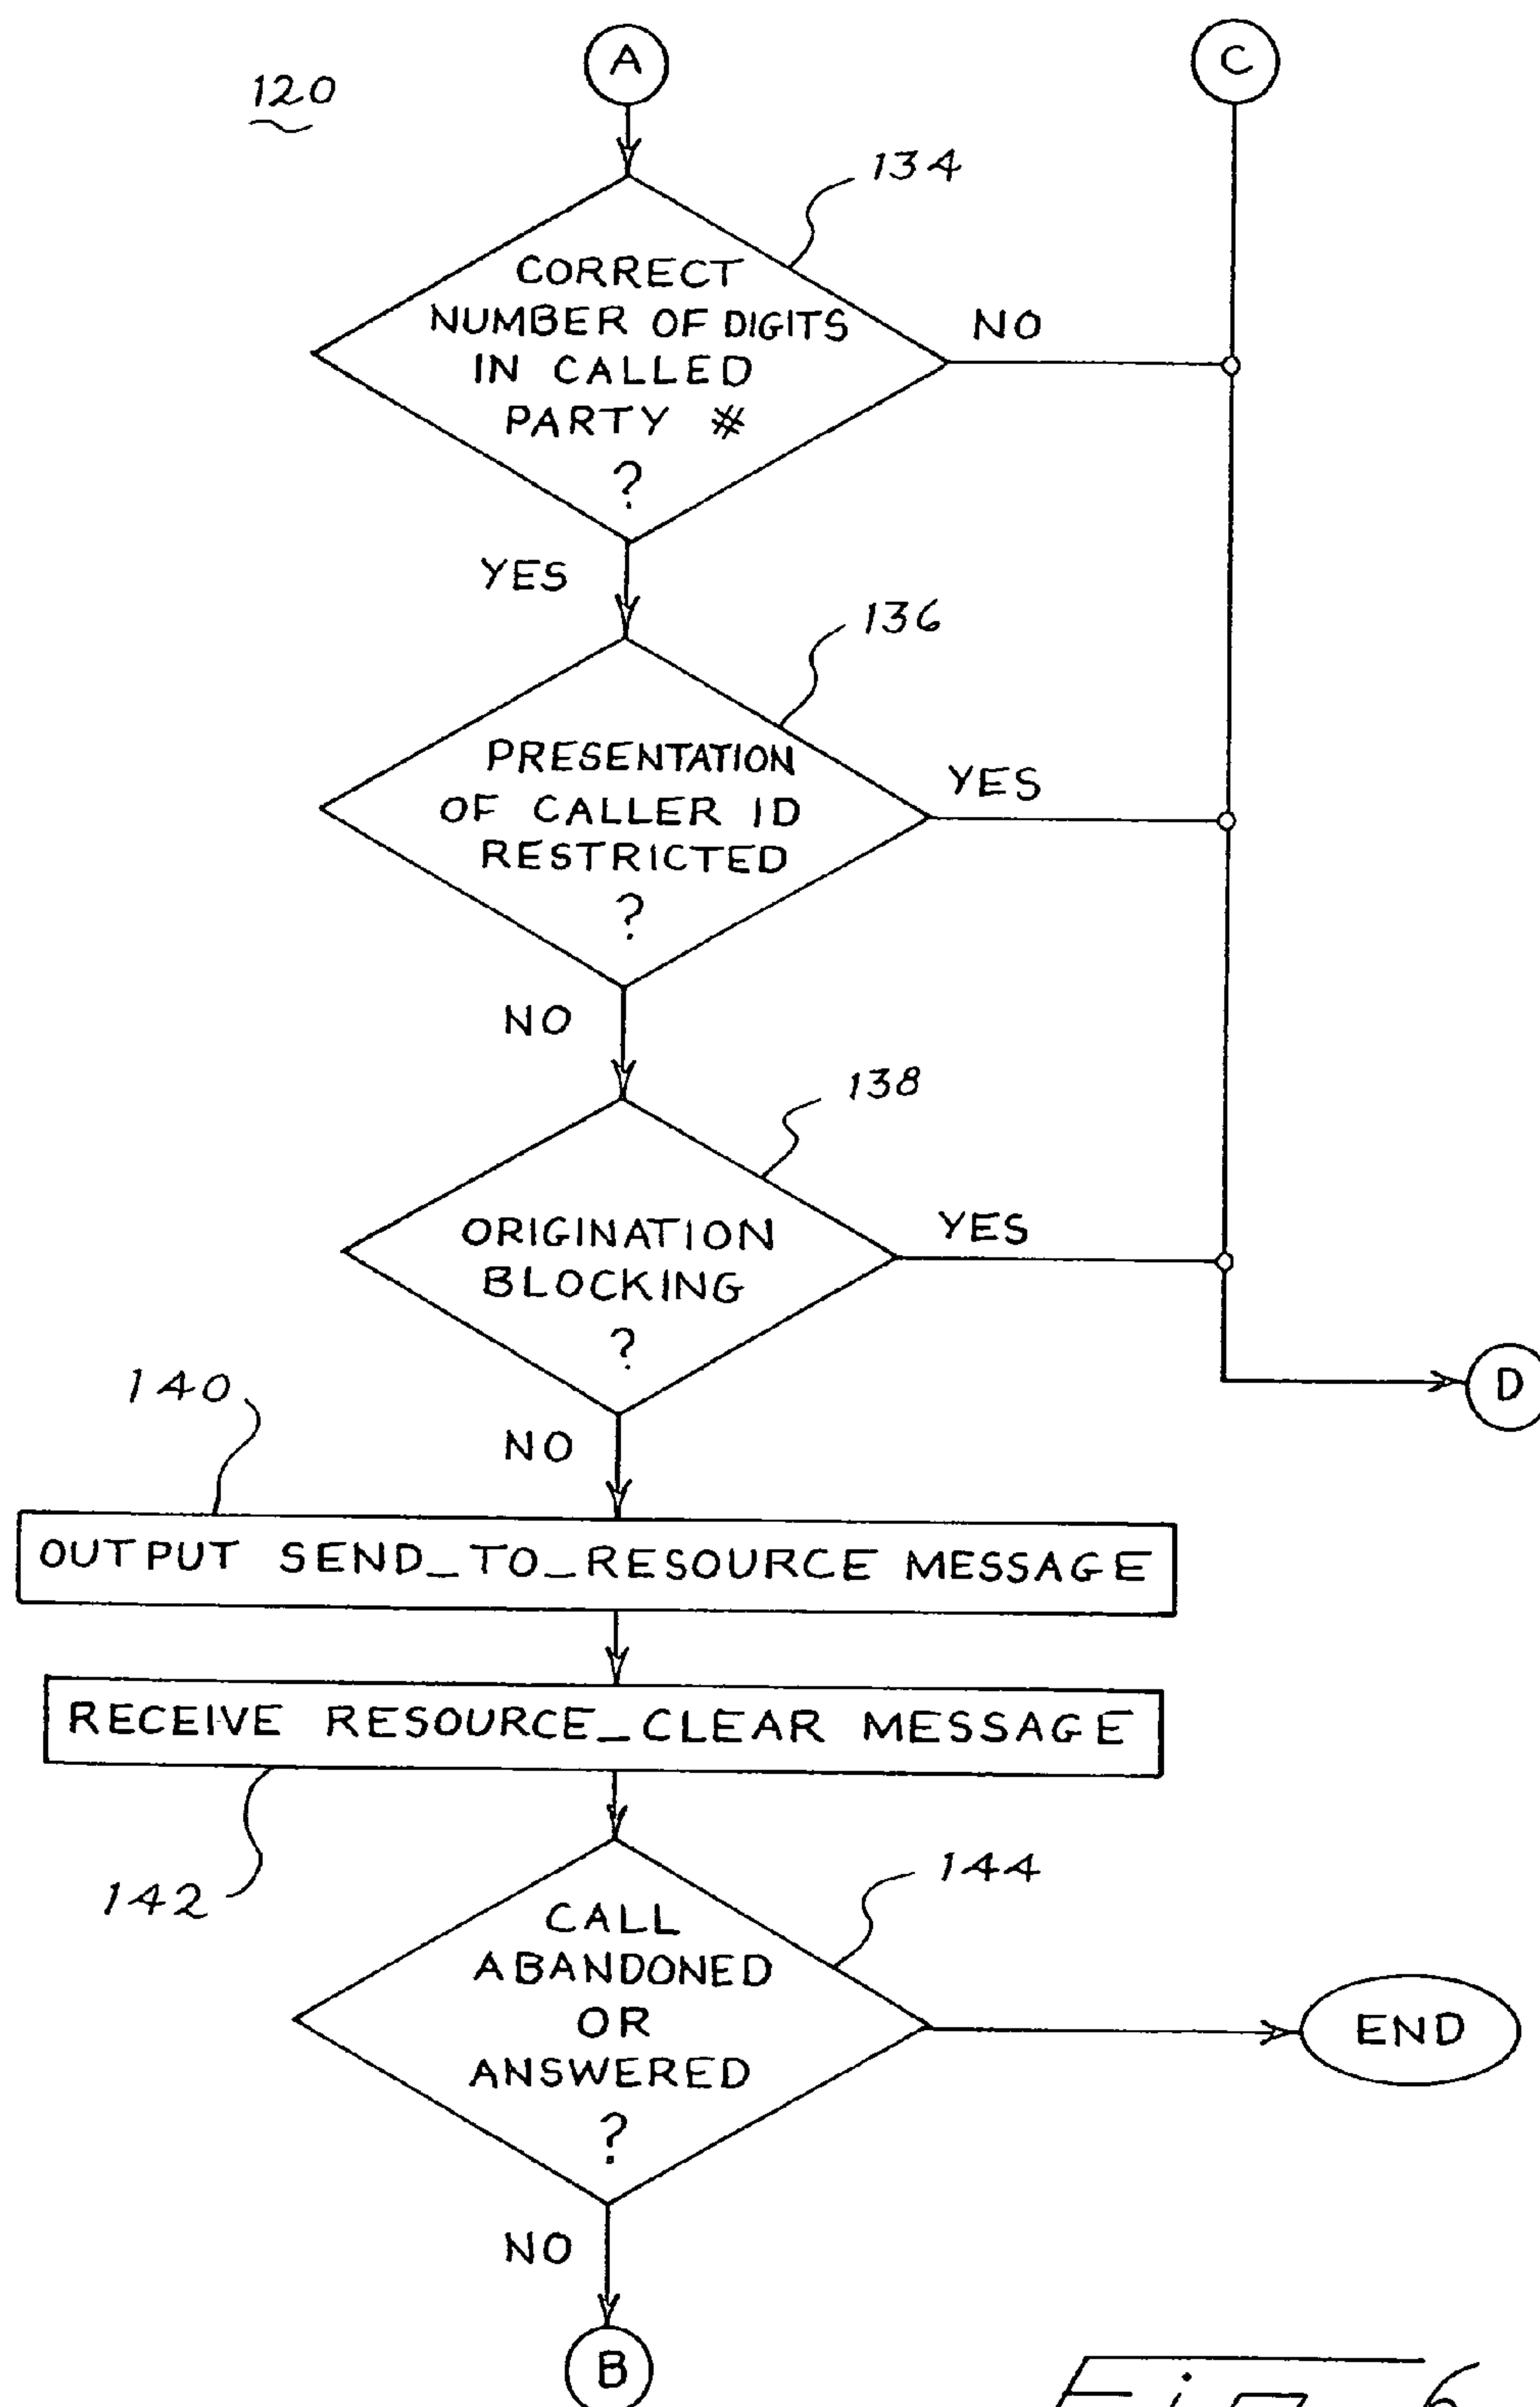 A
C
120
134
CORRECT
NUMBER OF DIGITS
IN CALLED
PARTY #
?
NO
YES
136
PRESENTATION
OF CALLER ID
RESTRICTED
?
YES
NO
138
ORIGINATION
BLOCKING
?
YES
D
140
NO
OUTPUT SEND_TO_RESOURCE MESSAGE
RECEIVE RESOURCE_CLEAR MESSAGE
142
144
CALL
ABANDONED
OR
ANSWERED
?
END
NO
B